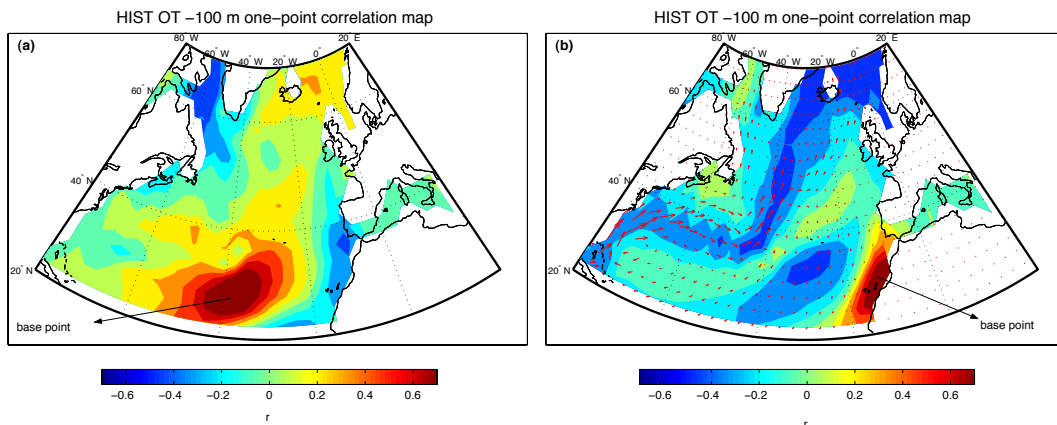 HIST OT −100 m one−point correlation map
(a)
80° W
60° W
40° W
20° W
0°
20° E
60° N
40° N
20° N
base point
−0.6 −0.4 −0.2 0 0.2 0.4 0.6
r
HIST OT −100 m one−point correlation map
(b)
80° W
60° W
40° W
20° W
0°
20° E
60° N
40° N
20° N
base point
−0.6 −0.4 −0.2 0 0.2 0.4 0.6
r